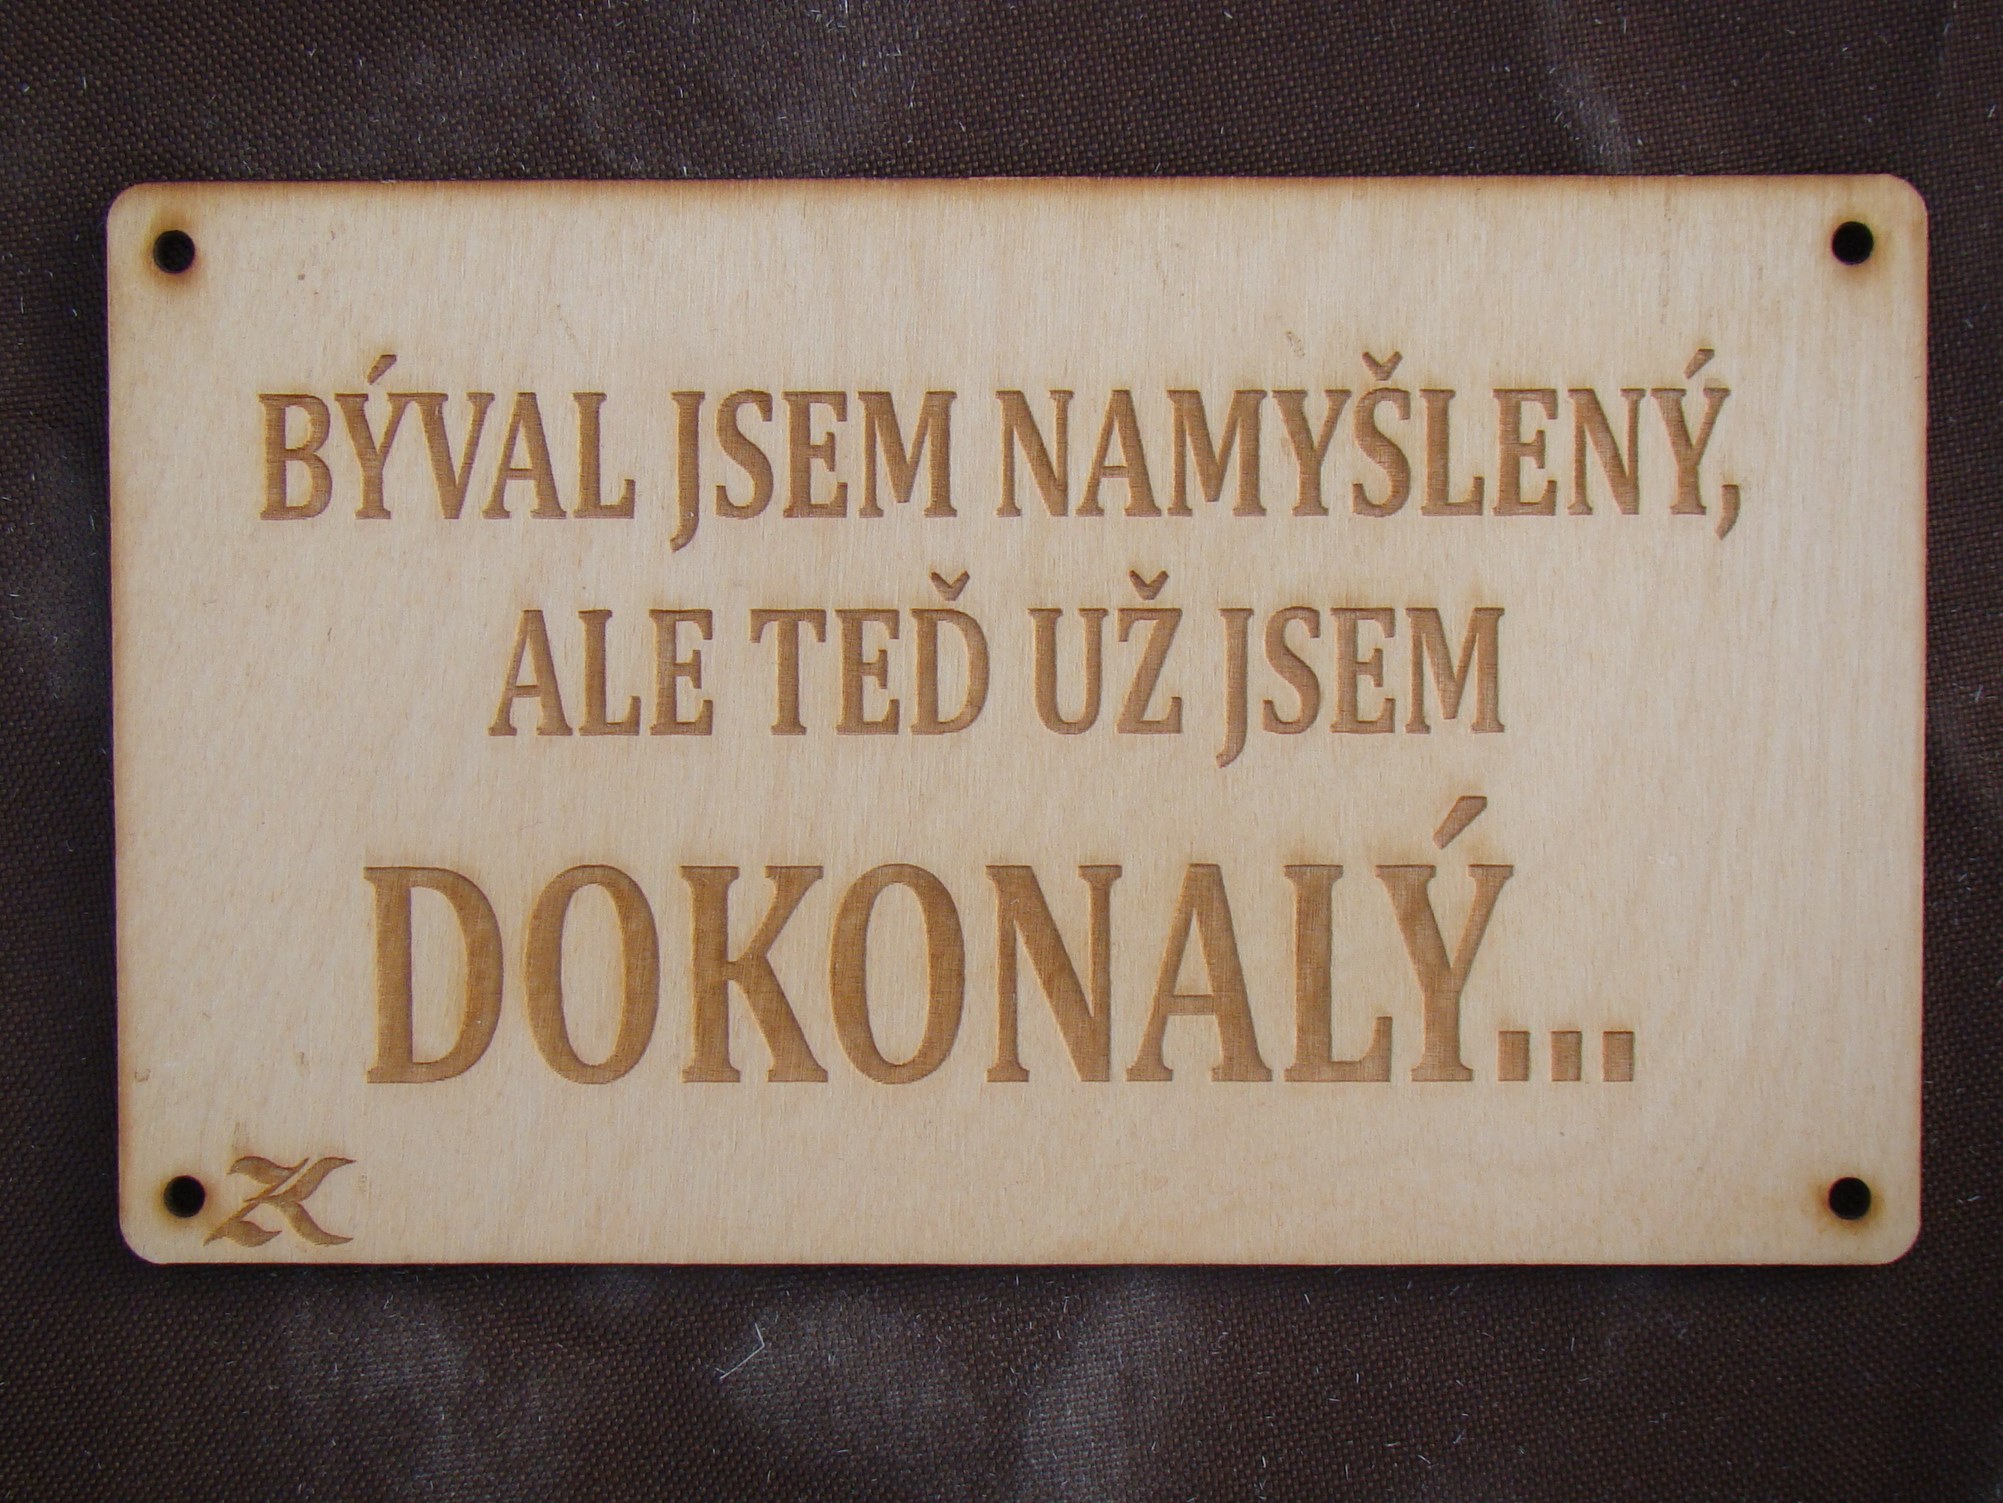 BÝVAL JSEM NAMYŠLENÝ,
ALE TEĎ UŽ JSEM
DOKONALÝ...